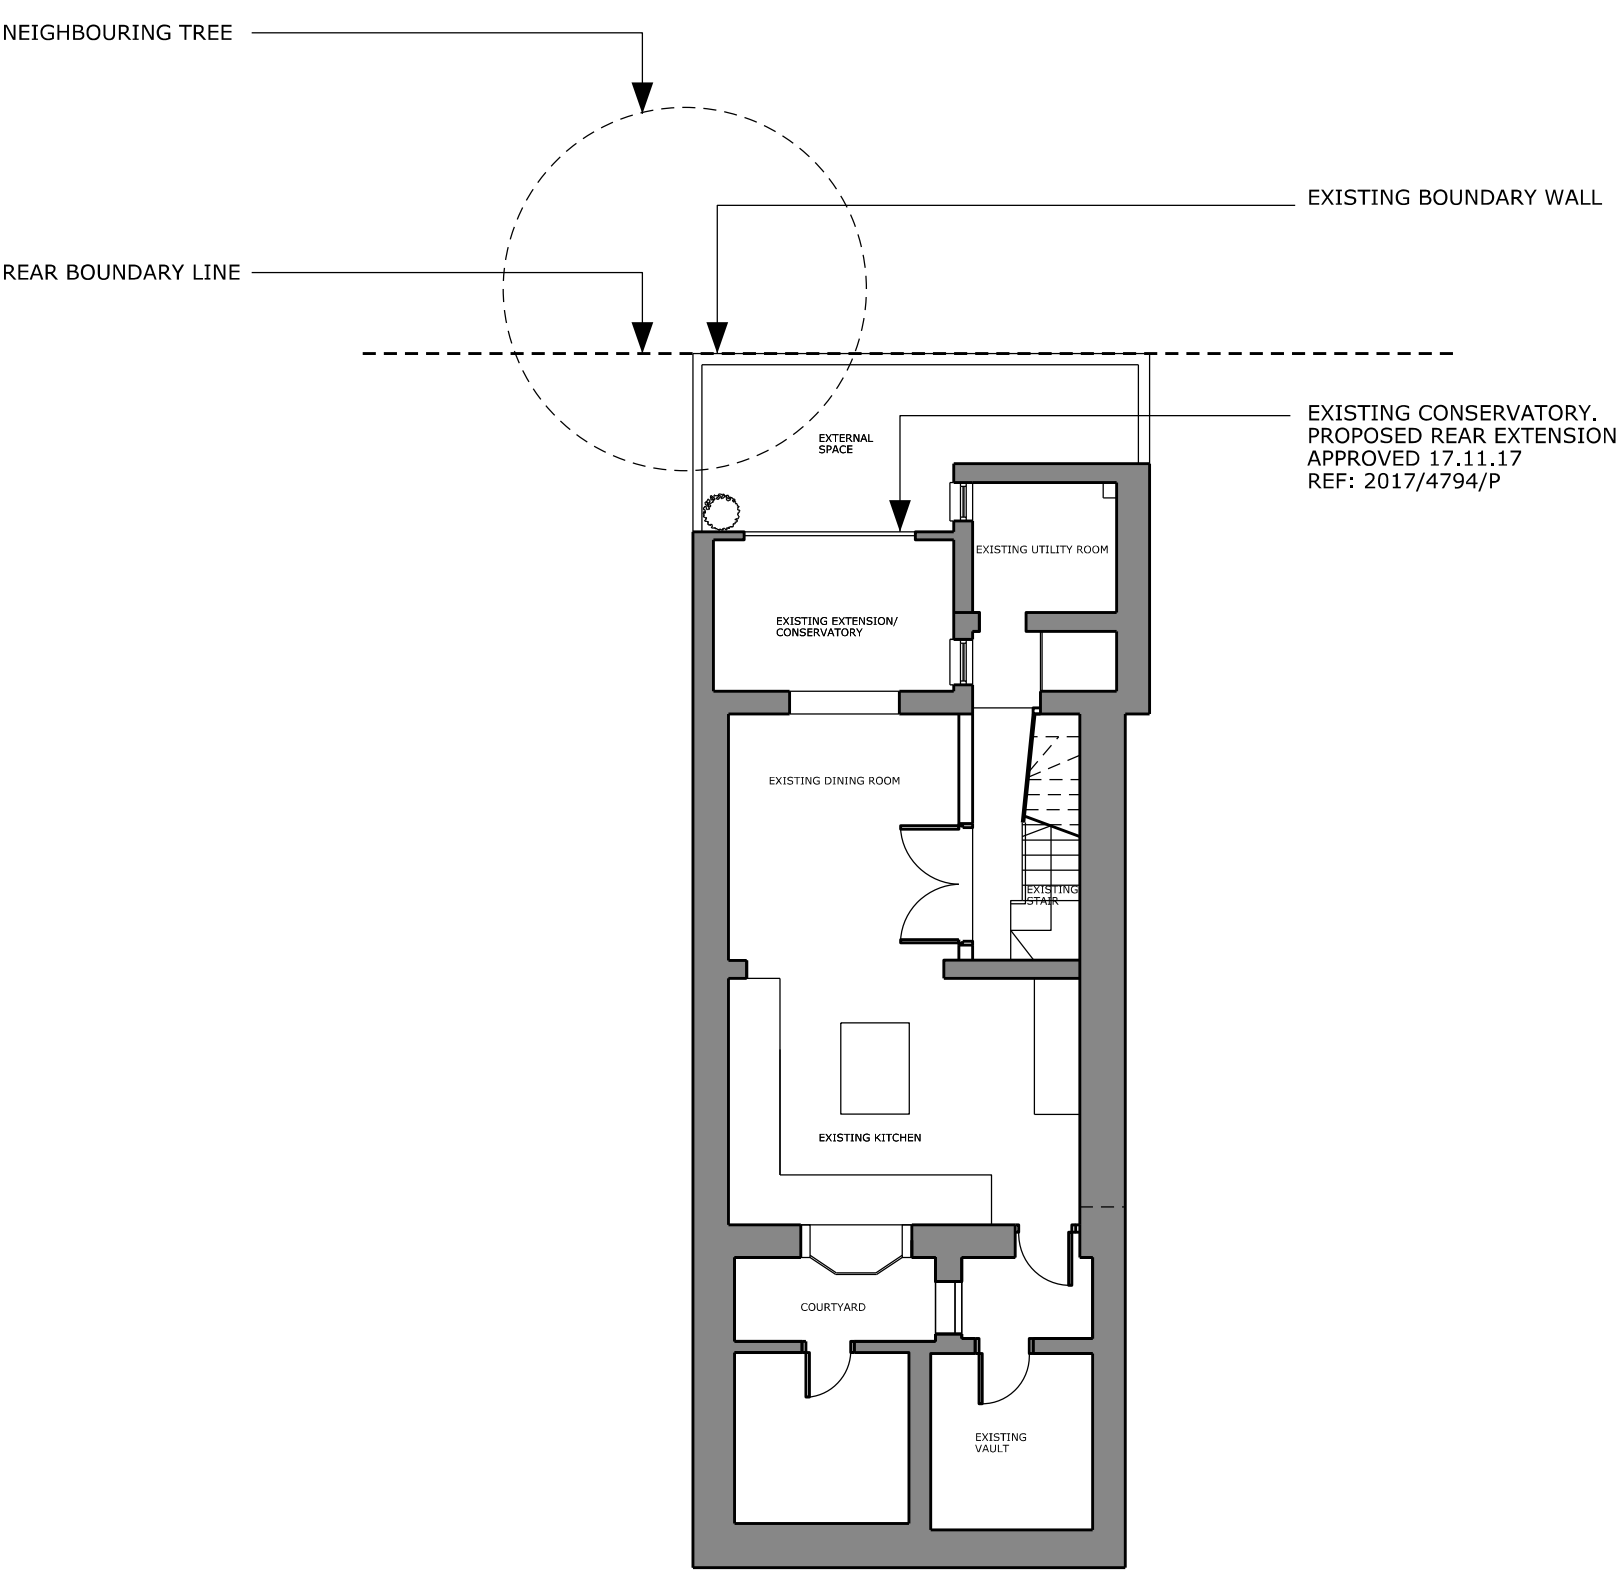 NEIGHBOURING TREE
EXISTING BOUNDARY WALL
REAR BOUNDARY LINE
EXISTING CONSERVATORY.
PROPOSED REAR EXTENSION
APPROVED 17.11.17
REF: 2017/4794/P
EXTERNAL
SPACE
EXISTING UTILITY ROOM
EXISTING EXTENSION/
CONSERVATORY
EXISTING DINING ROOM
EXISTING
STAIR
EXISTING KITCHEN
COURTYARD
EXISTING
VAULT